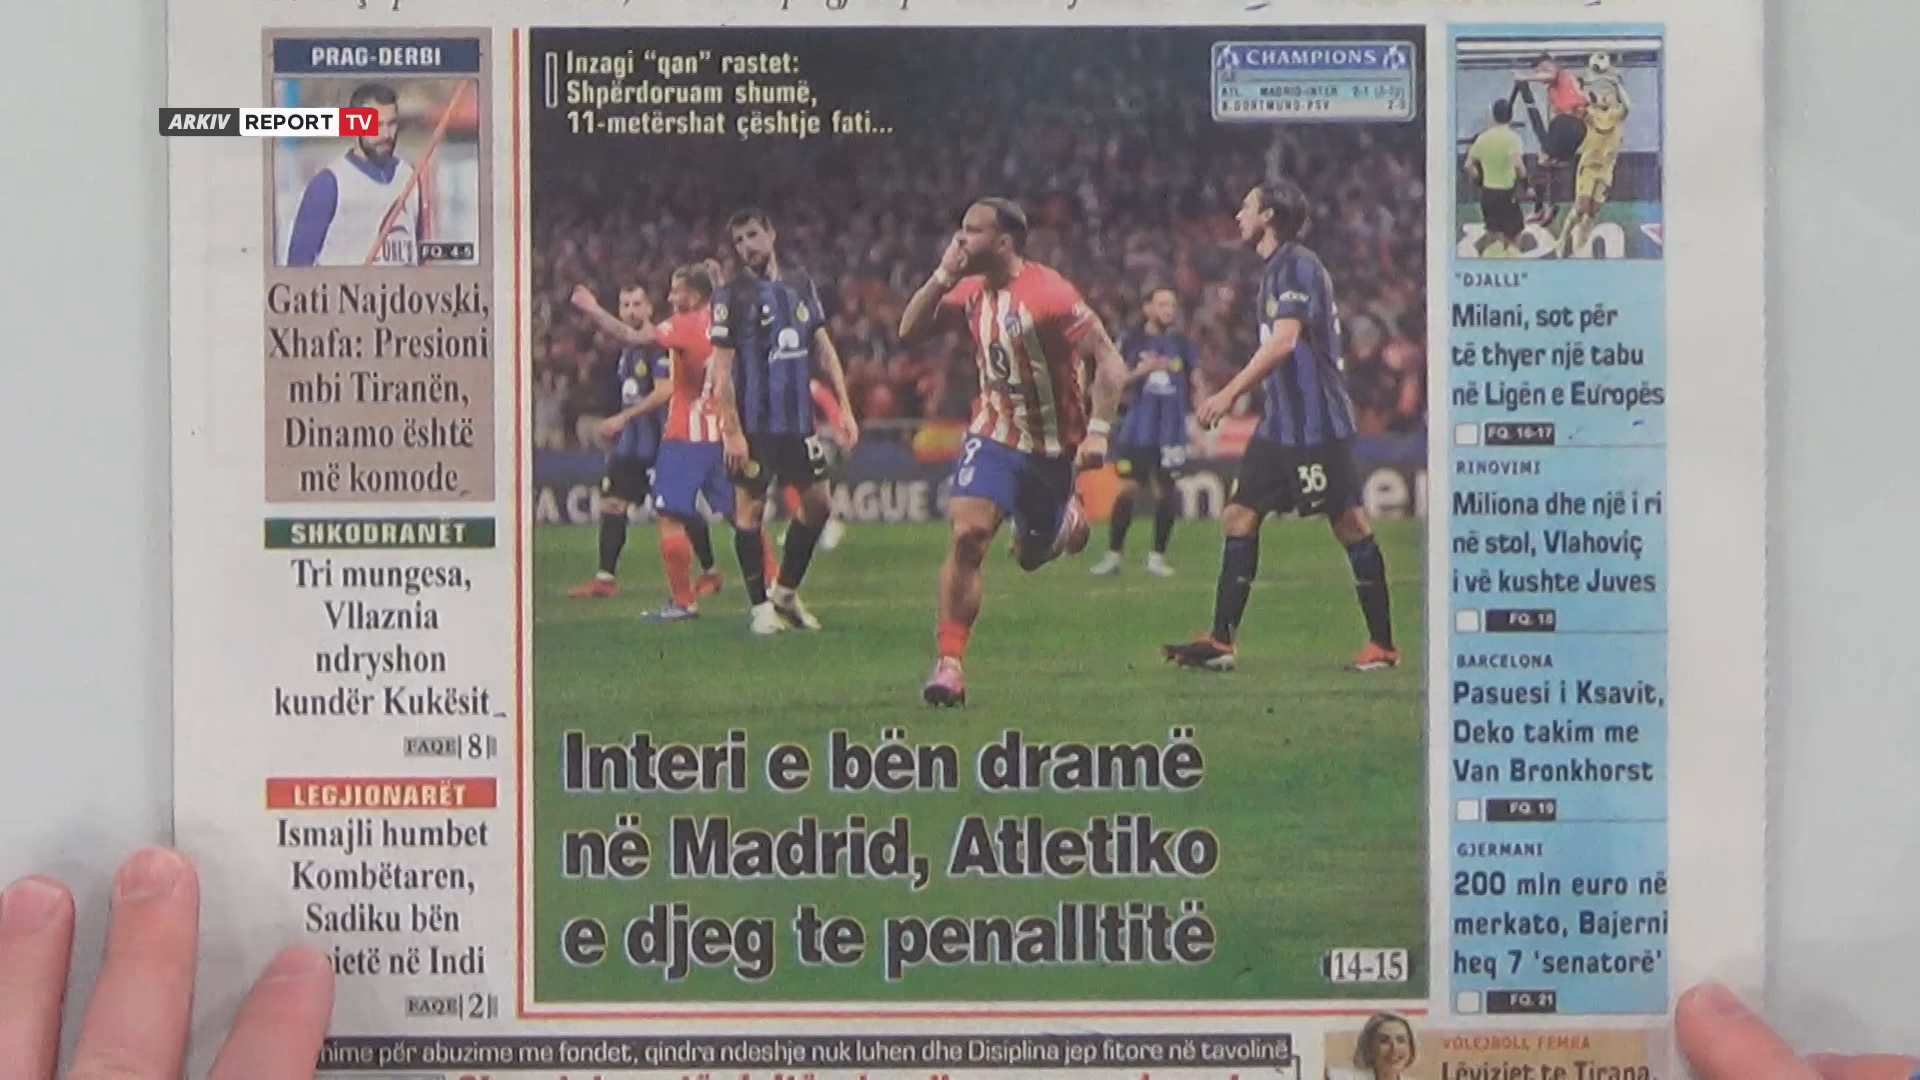 PRAG-DERBI
ARKIV REPORT TV
FQ. 4-5
Gati Najdovski,
Xhafa: Presioni
mbi Tiranën,
Dinamo është
më komode
SHKODRANËT
Tri mungesa,
Vllaznia
ndryshon
kundër Kukësit
FAQE 8
LEGJIONARËT
Ismajli humbet
Kombëtaren,
Sadiku bën
në Indi
FAQE 2
Inzagi “qan” rastet:
Shpërdoruam shumë,
11-metërshat çështje fati...
CHAMPIONS
ATL. MADRID-INTER 2-1
B.DORTMUND-PSV 2-0
36
Interi e bën dramë
në Madrid, Atletiko
e djeg te penalltitë
14-15
"DJALLI"
Milani, sot për
të thyer një tabu
në Ligën e Europës
FQ. 16-17
RINOVIMI
Miliona dhe një i ri
në stol, Vlahoviç
i vë kushte Juves
FQ. 18
BARCELONA
Pasuesi i Ksavit,
Deko takim me
Van Bronkhorst
FQ. 19
GJERMANI
200 mln euro në
merkato, Bajerni
heq 7 'senatorë'
FQ. 21
për abuzime me fondet, qindra ndeshje nuk luhen dhe Disiplina jep fitore në tavolinë
VOLEJBOLL FEMRA
Lëvizjet te Tirana,